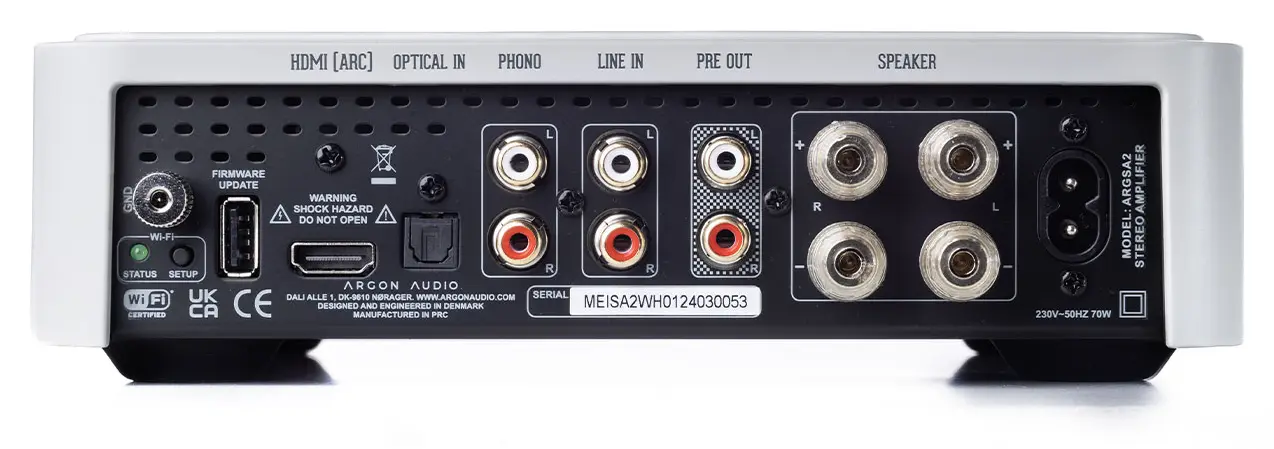 HDMI [ARC] OPTICAL IN PHONO LINE IN PRE OUT SPEAKER
GND
FIRMWARE
UPDATE
WARNING
SHOCK HAZARD
DO NOT OPEN
Wi-Fi
STATUS SETUP
Wi Fi
CERTIFIED
UK
CA
CE
ARGON AUDIO
DALI ALLE 1, DK-9610 NØRAGER. WWW.ARGONAUDIO.COM
DESIGNED AND ENGINEERED IN DENMARK
MANUFACTURED IN PRC
L
R
L
R
L
R
SERIAL MEISA2WH0124030053
+ +
R L
− −
MODEL: ARGSA2
STEREO AMPLIFIER
230V~50HZ 70W